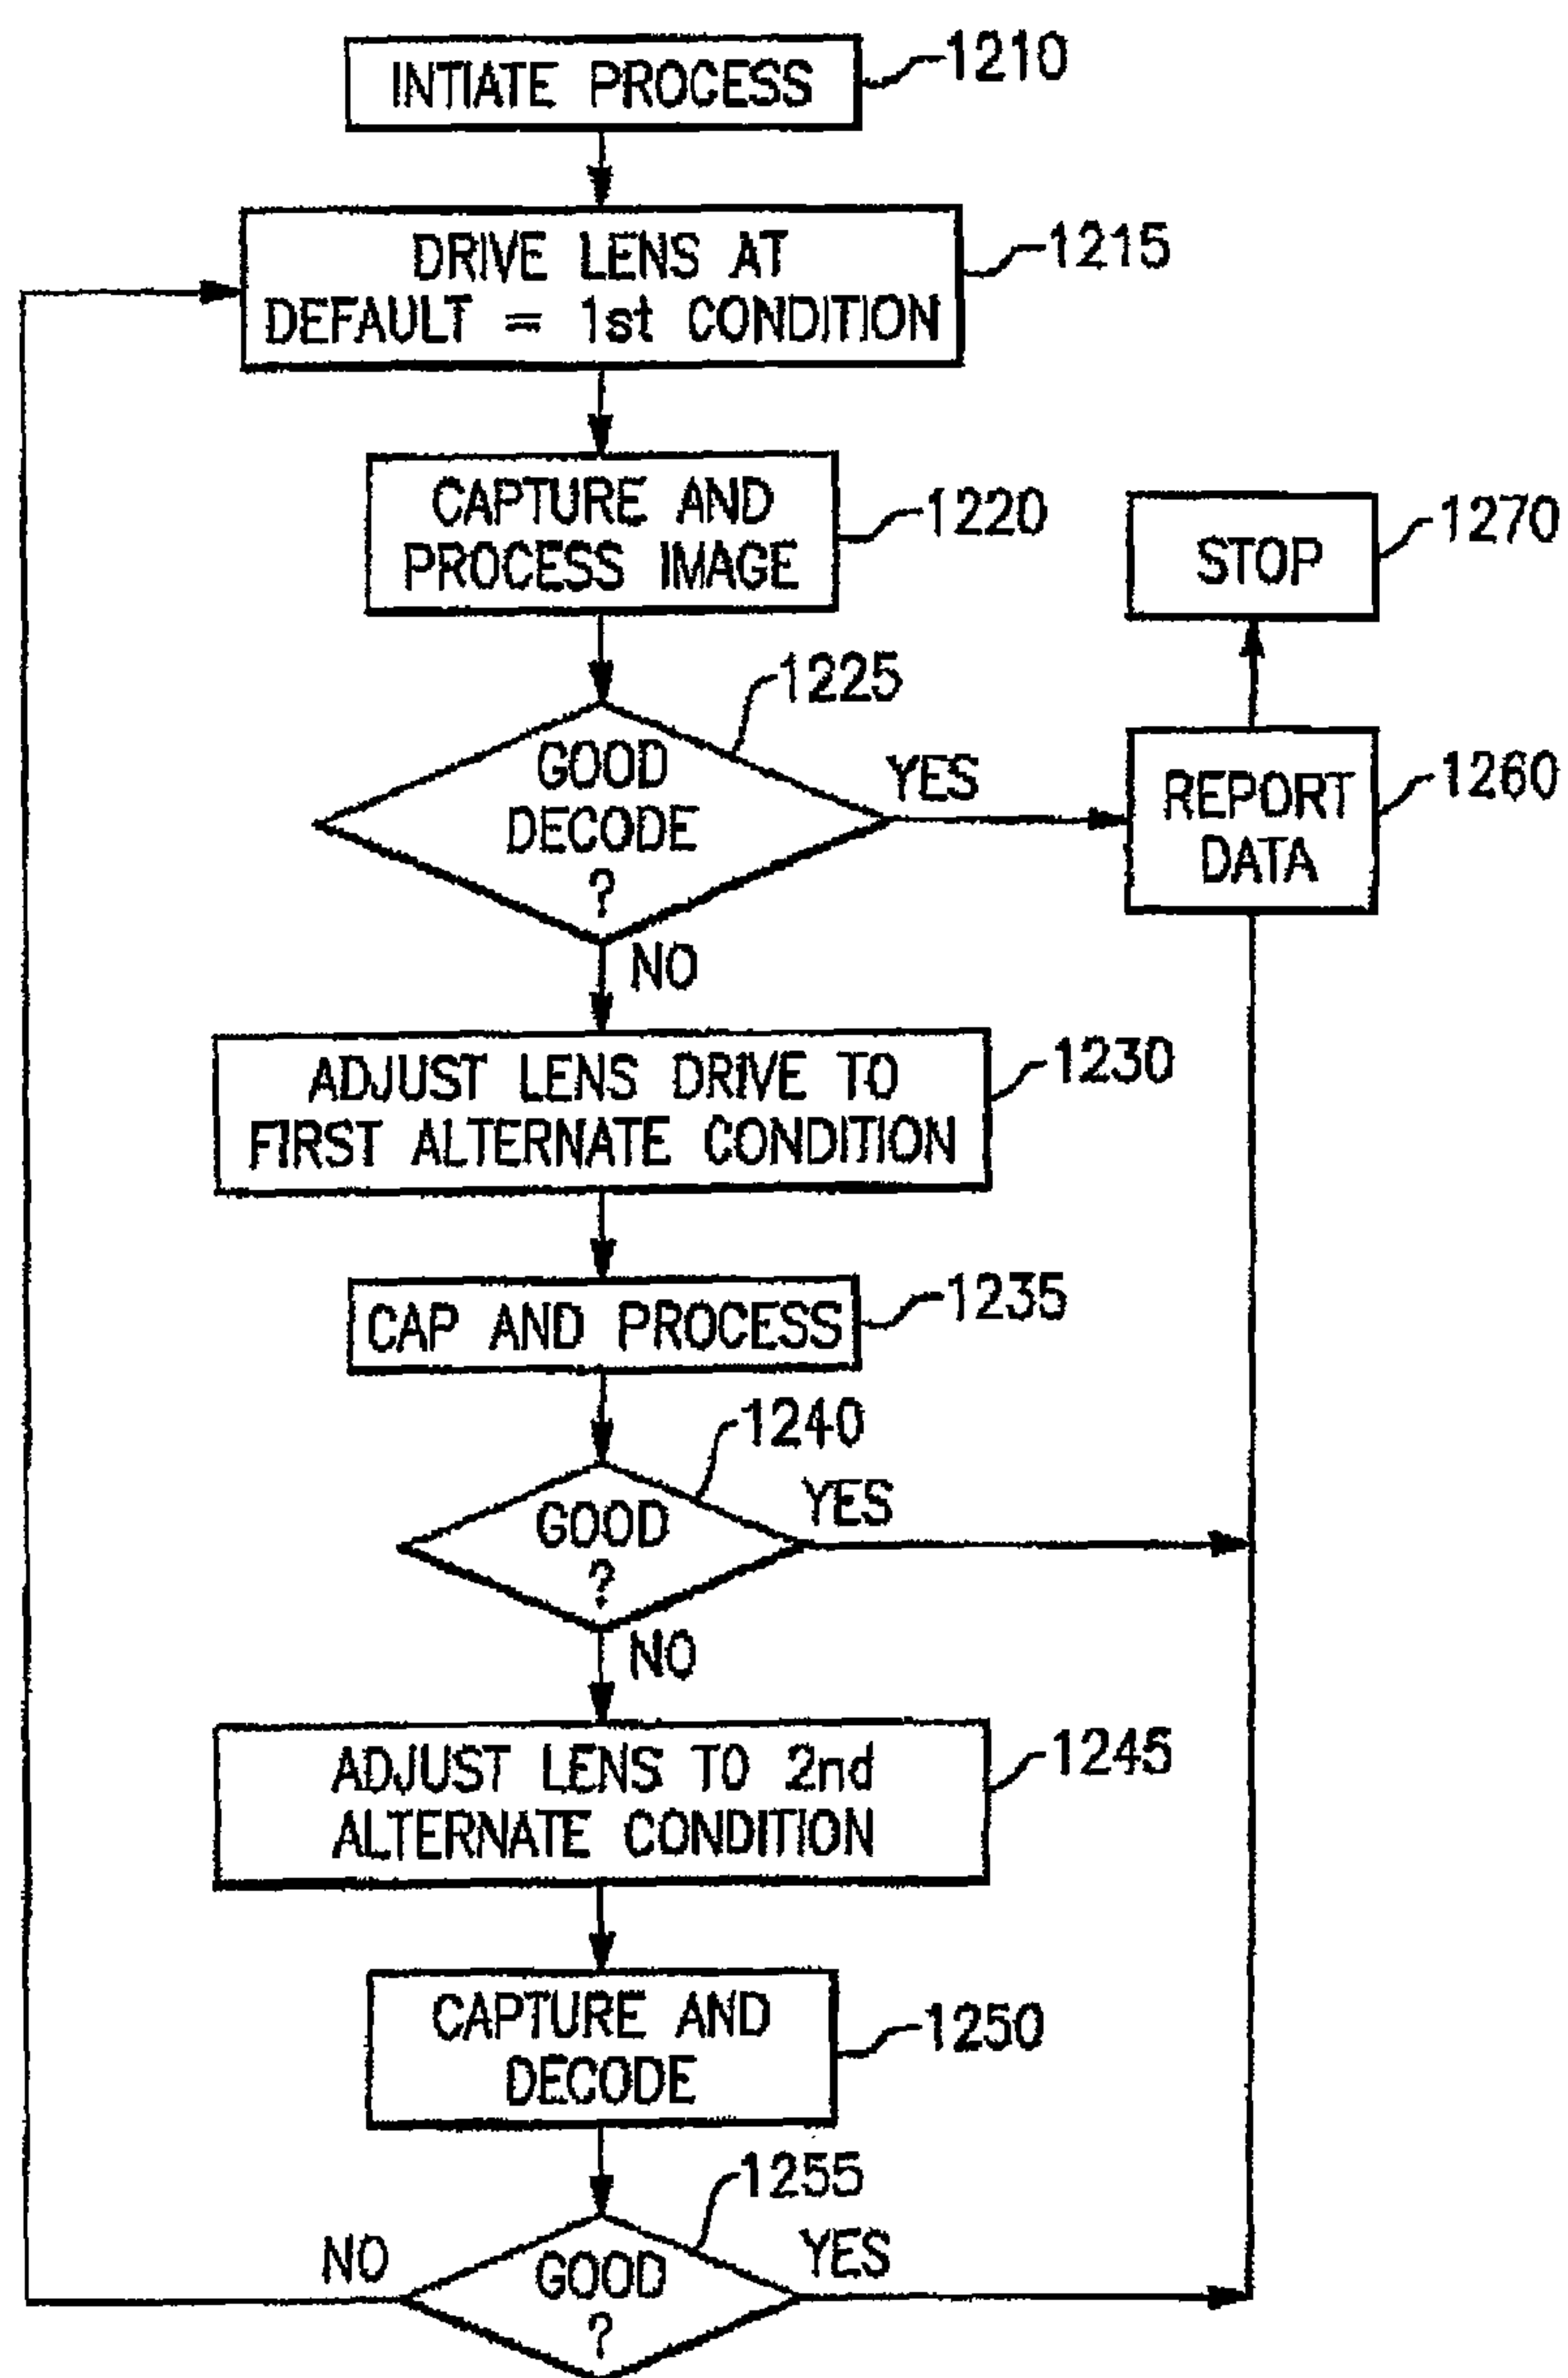 INTIATE PROCESS
1210
DRIVE LENS AT
DEFAULT = 1st CONDITION
1215
CAPTURE AND
PROCESS IMAGE
1220
STOP
1270
1225
GOOD
DECODE
?
YES
NO
REPORT
DATA
1260
ADJUST LENS DRIVE TO
FIRST ALTERNATE CONDITION
1230
CAP AND PROCESS
1235
1240
GOOD
?
YES
NO
ADJUST LENS TO 2nd
ALTERNATE CONDITION
1245
CAPTURE AND
DECODE
1250
1255
NO
GOOD
?
YES